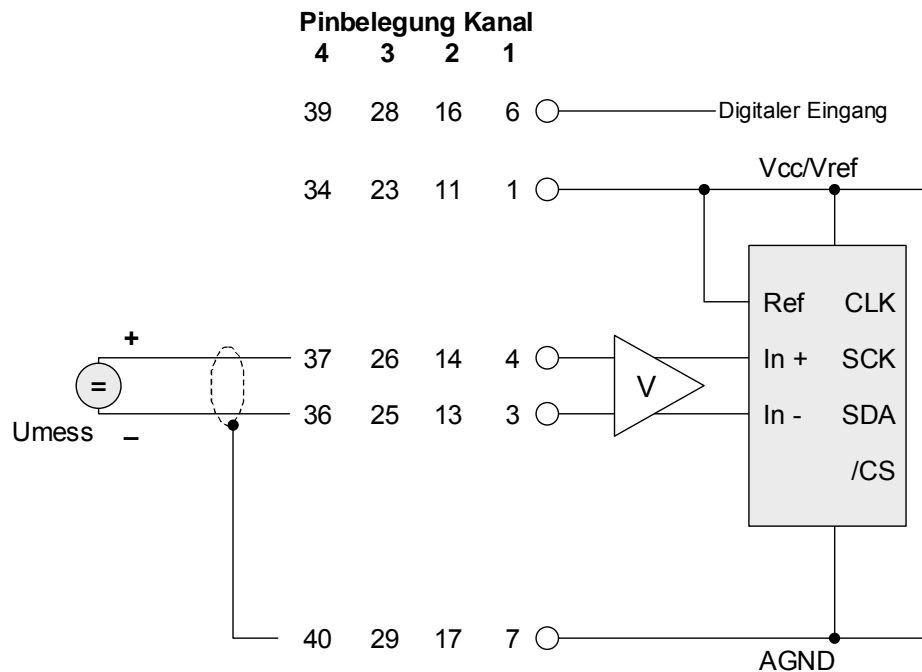 Pinbelegung Kanal
4 3 2 1
39 28 16 6 Digitaler Eingang
34 23 11 1 Vcc/Vref
Ref CLK
+ 37 26 14 4 V In + SCK
=
Umess – 36 25 13 3 In - SDA
/CS
40 29 17 7 AGND